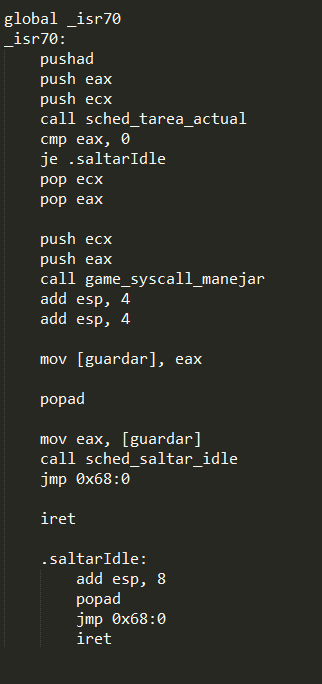 global _isr70
_isr70:
pushad
push eax
push ecx
call sched_tarea_actual
cmp eax, 0
je .saltarIdle
pop ecx
pop eax
push ecx
push eax
call game_syscall_manejar
add esp, 4
add esp, 4
mov [guardar], eax
popad
mov eax, [guardar]
call sched_saltar_idle
jmp 0x68:0
iret
.saltarIdle:
add esp, 8
popad
jmp 0x68:0
iret